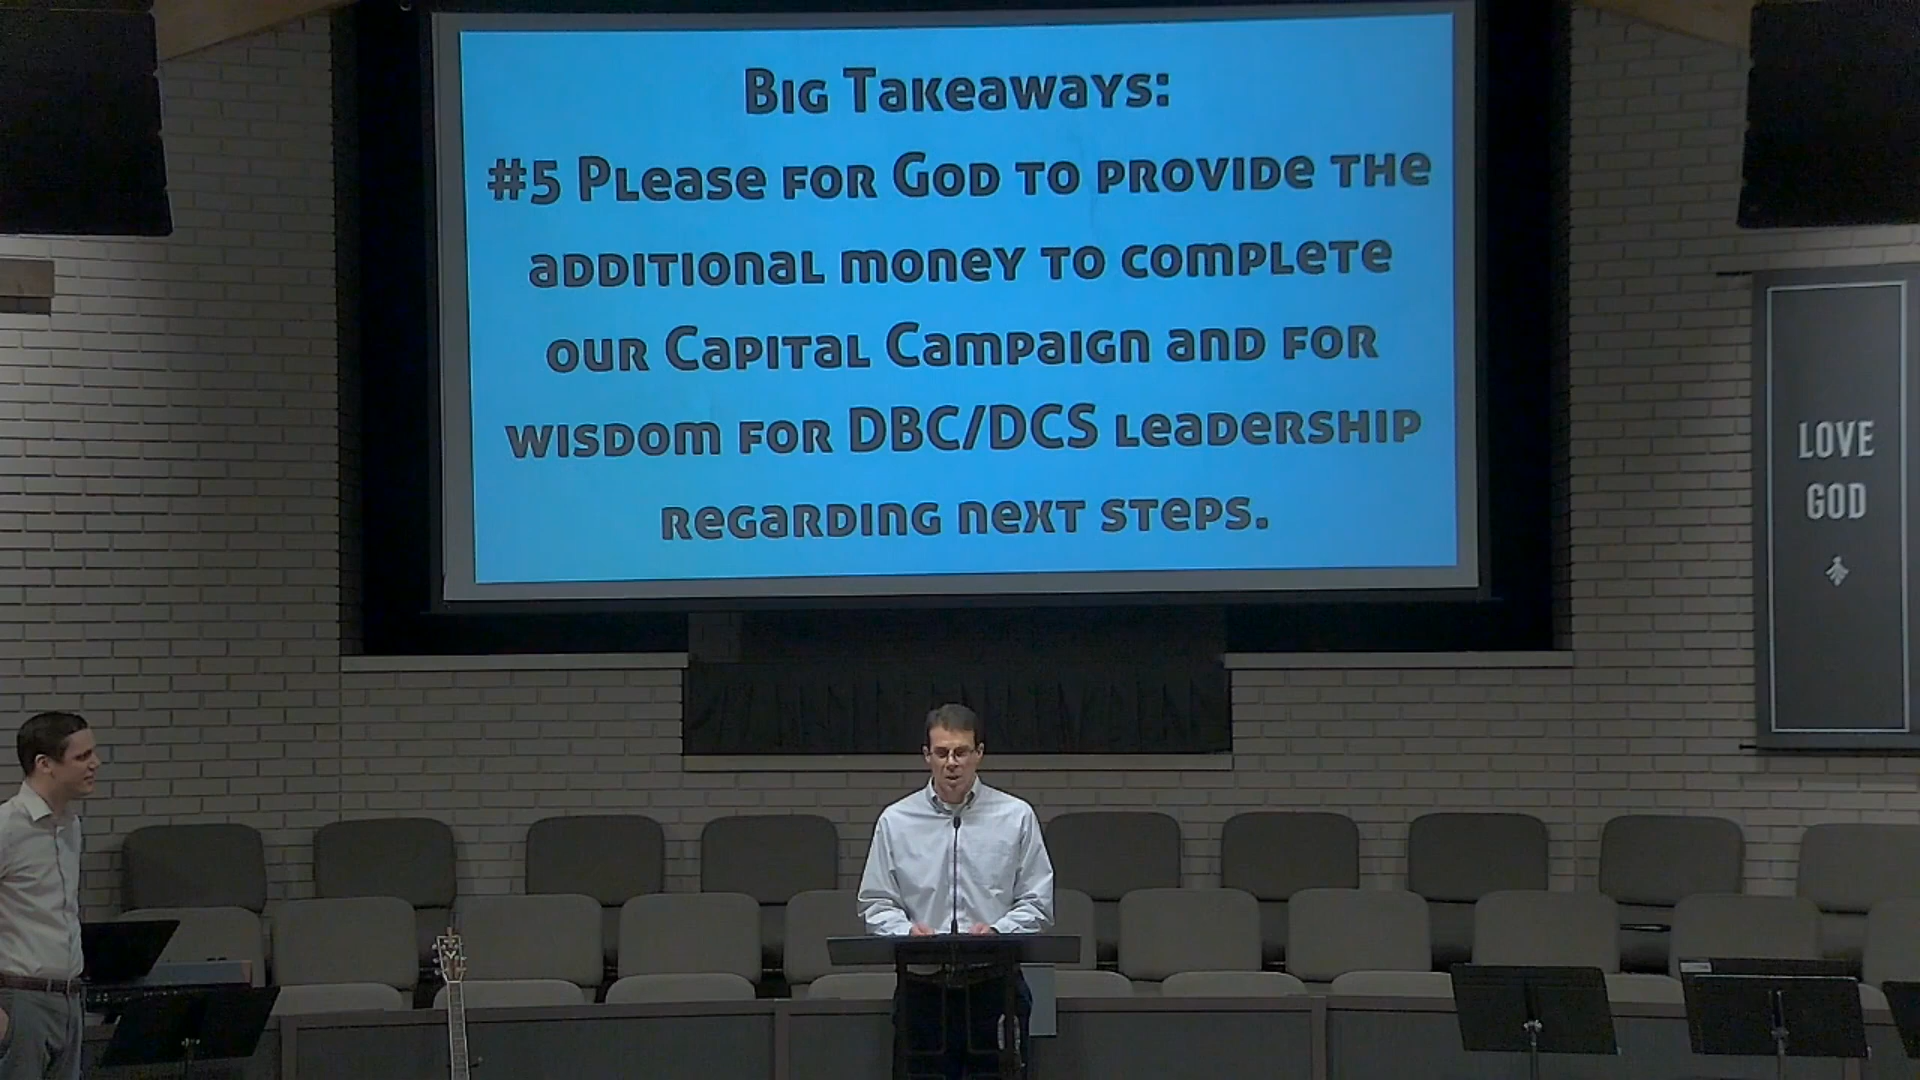 Big Takeaways:
#5 Please for God to provide the
additional money to complete
our Capital Campaign and for
wisdom for DBC/DCS leadership
regarding next steps.
LOVE
GOD